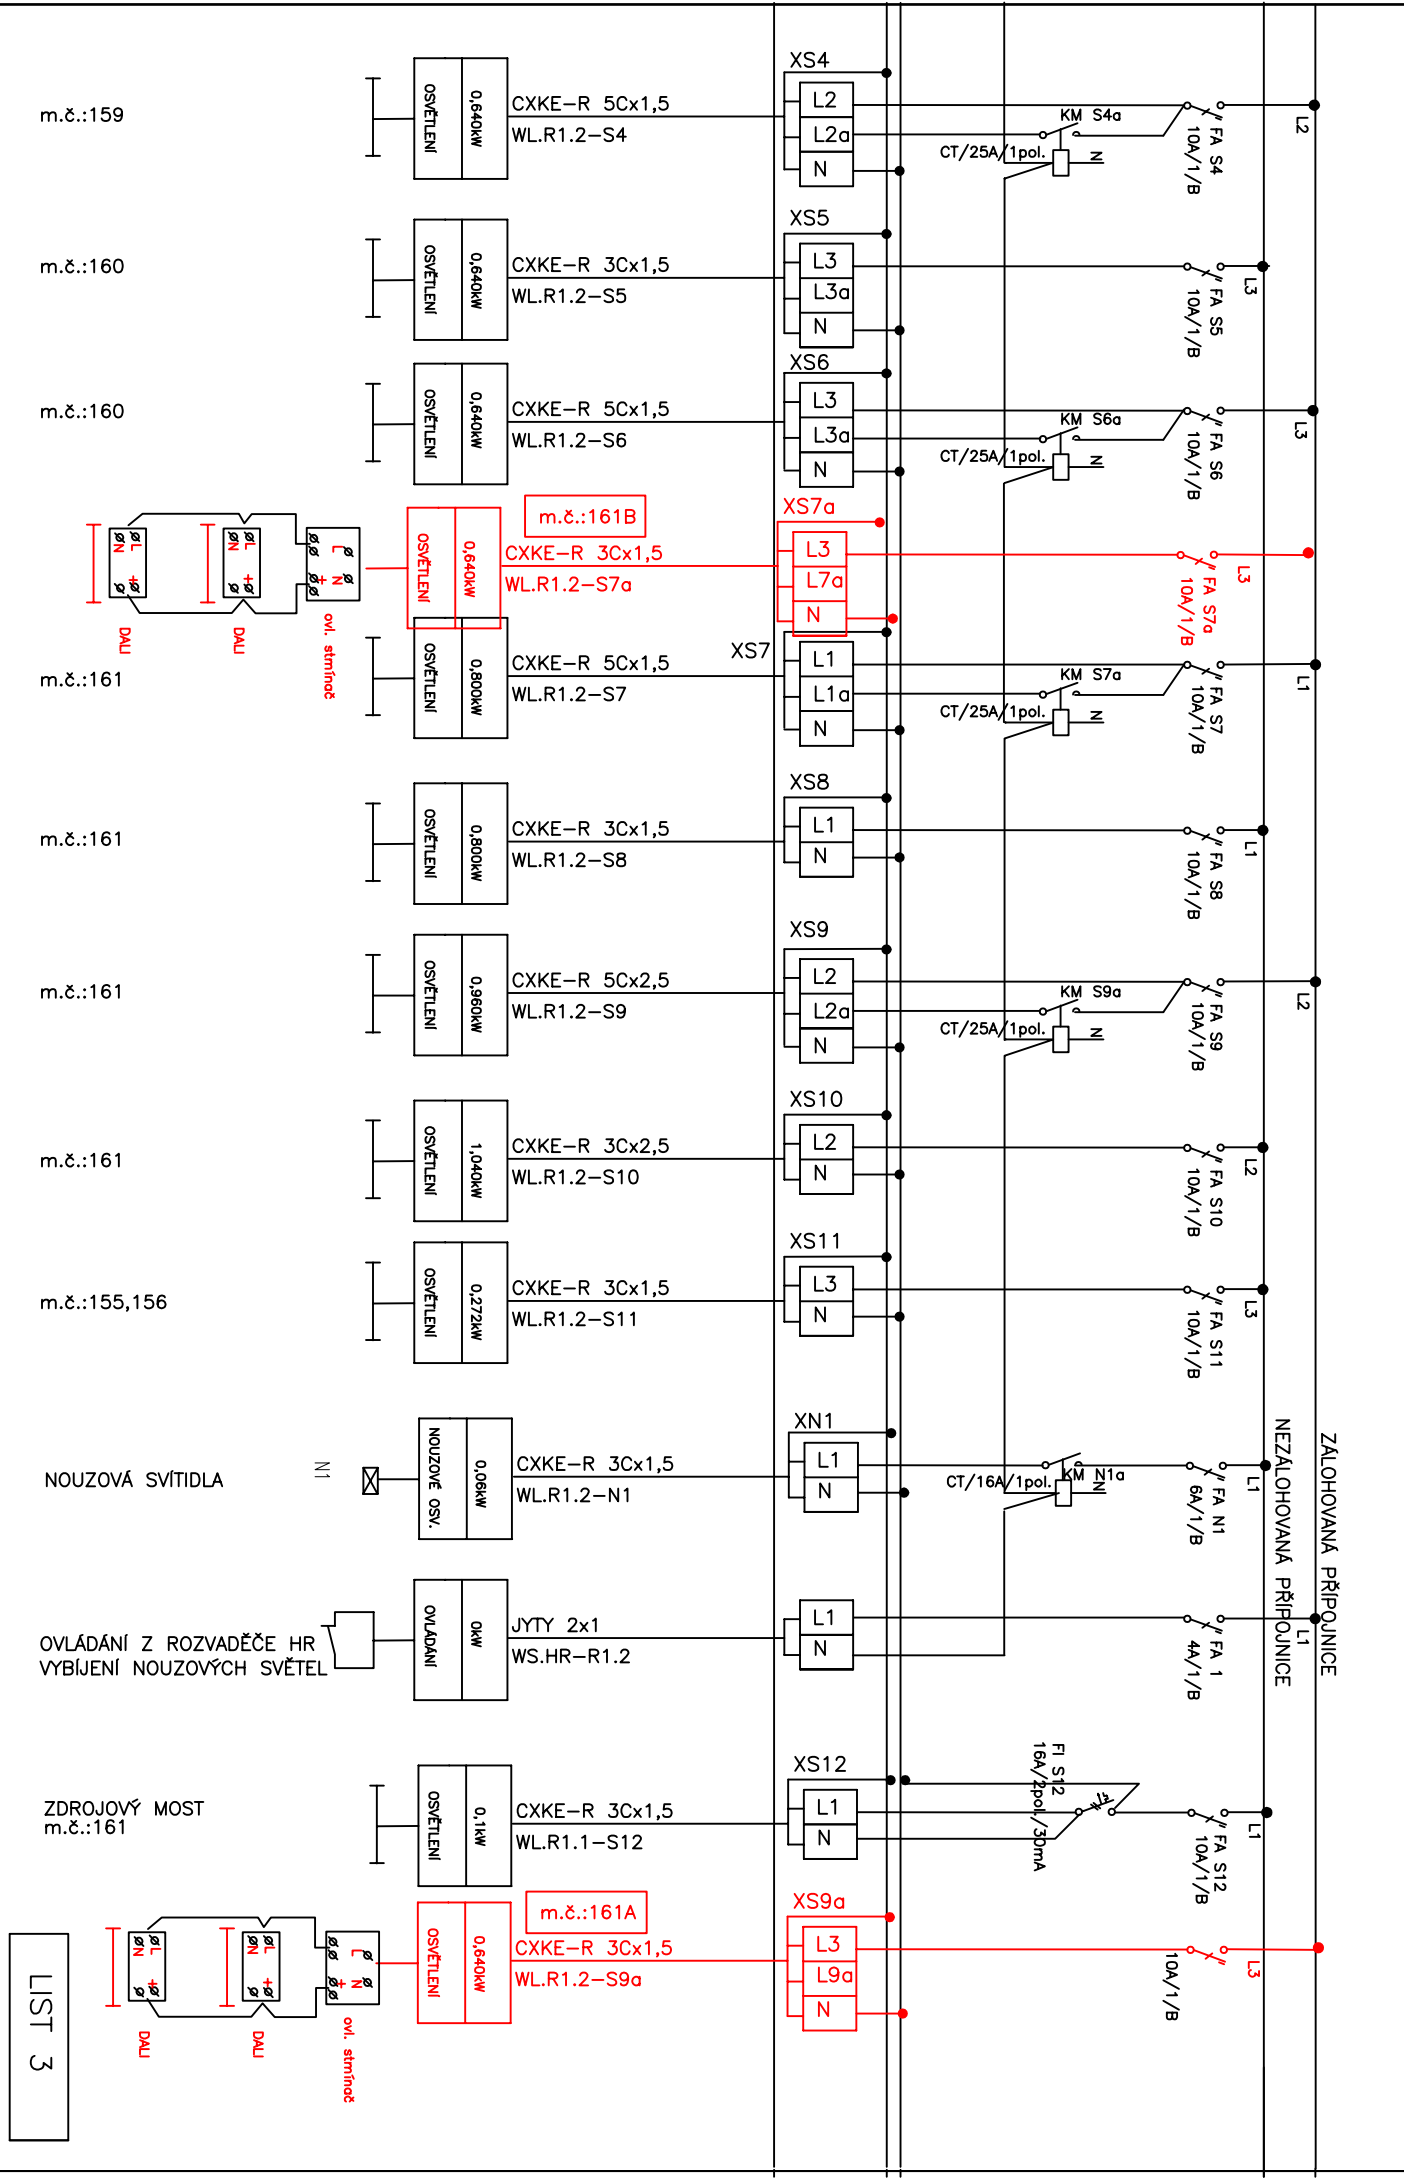 m.č.:159
OSVĚTLENÍ
0,640kW
CXKE-R 5Cx1,5
WL.R1.2-S4
XS4
L2
L2a
N
KM S4a
CT/25A/1pol.
N
FA S4
10A/1/B
L2
m.č.:160
OSVĚTLENÍ
0,640kW
CXKE-R 3Cx1,5
WL.R1.2-S5
XS5
L3
L3a
N
FA S5
10A/1/B
L3
m.č.:160
OSVĚTLENÍ
0,640kW
CXKE-R 5Cx1,5
WL.R1.2-S6
XS6
L3
L3a
N
KM S6a
CT/25A/1pol.
N
FA S6
10A/1/B
L3
L
N
+
DALI
L
N
+
DALI
L
N
+
ovl. stmínač
OSVĚTLENÍ
0,640kW
m.č.:161B
CXKE-R 3Cx1,5
WL.R1.2-S7a
XS7a
L3
L7a
N
FA S7a
10A/1/B
L3
m.č.:161
OSVĚTLENÍ
0,800kW
CXKE-R 5Cx1,5
WL.R1.2-S7
XS7
L1
L1a
N
KM S7a
CT/25A/1pol.
N
FA S7
10A/1/B
L1
m.č.:161
OSVĚTLENÍ
0,800kW
CXKE-R 3Cx1,5
WL.R1.2-S8
XS8
L1
N
FA S8
10A/1/B
L1
m.č.:161
OSVĚTLENÍ
0,960kW
CXKE-R 5Cx2,5
WL.R1.2-S9
XS9
L2
L2a
N
KM S9a
CT/25A/1pol.
N
FA S9
10A/1/B
L2
m.č.:161
OSVĚTLENÍ
1,040kW
CXKE-R 3Cx2,5
WL.R1.2-S10
XS10
L2
N
FA S10
10A/1/B
L2
m.č.:155,156
OSVĚTLENÍ
0,272kW
CXKE-R 3Cx1,5
WL.R1.2-S11
XS11
L3
N
FA S11
10A/1/B
L3
NOUZOVÁ SVÍTIDLA
N1
NOUZOVÉ OSV.
0,06kW
CXKE-R 3Cx1,5
WL.R1.2-N1
XN1
L1
N
KM N1a
CT/16A/1pol.
N
FA N1
6A/1/B
L1
NEZÁLOHOVANÁ PŘÍPOJNICE
ZÁLOHOVANÁ PŘÍPOJNICE
OVLÁDÁNÍ Z ROZVADĚČE HR
VYBÍJENÍ NOUZOVÝCH SVĚTEL
OVLÁDÁNÍ
0kW
JYTY 2x1
WS.HR-R1.2
L1
N
FA 1
4A/1/B
L1
ZDROJOVÝ MOST
m.č.:161
OSVĚTLENÍ
0,1kW
CXKE-R 3Cx1,5
WL.R1.1-S12
XS12
L1
N
FI S12
16A/2pol./30mA
FA S12
10A/1/B
L1
L
N
+
DALI
L
N
+
DALI
L
N
+
ovl. stmínač
OSVĚTLENÍ
0,640kW
m.č.:161A
CXKE-R 3Cx1,5
WL.R1.2-S9a
XS9a
L3
L9a
N
10A/1/B
L3
LIST 3